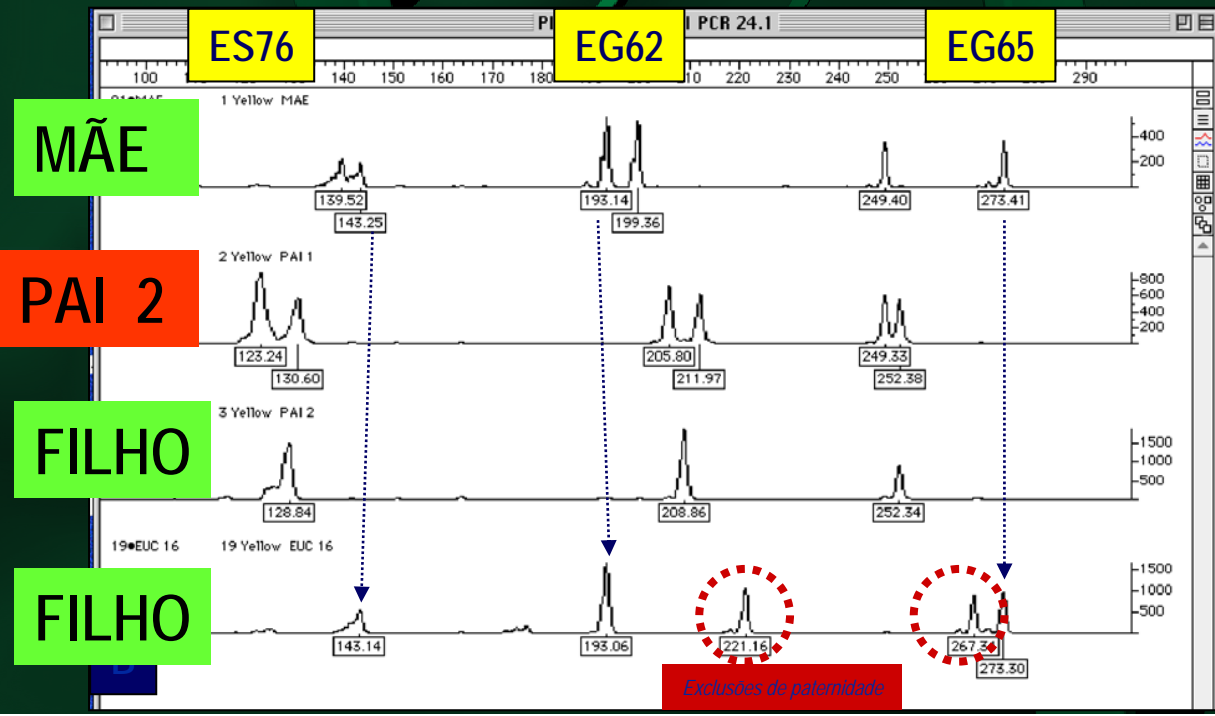 PCR 24.1
ES76
EG62
EG65
100 140 150 160 170 180 220 230 240 250 290
MÃE
1 Yellow MAE
400
200
139.52
143.25
193.14
199.36
249.40
273.41
PAI 2
2 Yellow PAI 1
800
600
400
200
123.24
130.60
205.80
211.97
249.33
252.38
FILHO
3 Yellow PAI 2
1500
1000
500
128.84
208.86
252.34
FILHO
19●EUC 16
19 Yellow EUC 16
1500
1000
500
143.14
193.06
221.16
267.34
273.30
Exclusões de paternidade